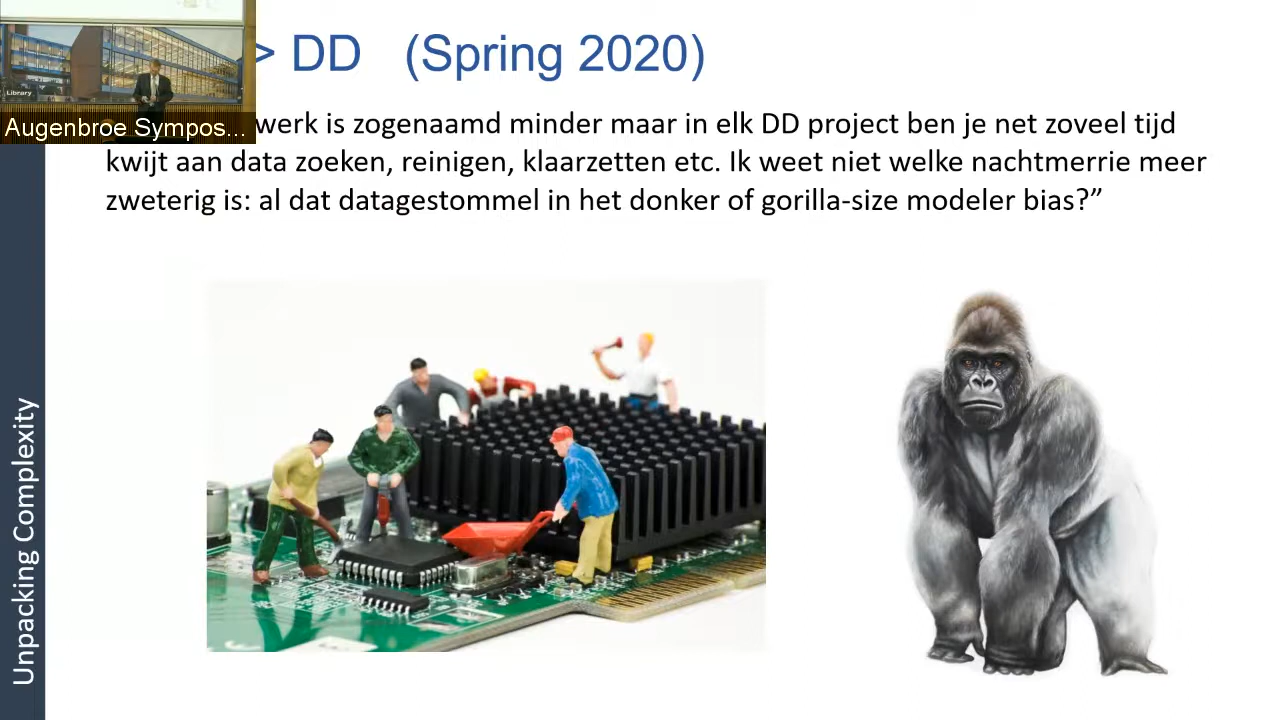 > DD (Spring 2020)
Library
Augenbroe Sympos...
werk is zogenaamd minder maar in elk DD project ben je net zoveel tijd
kwijt aan data zoeken, reinigen, klaarzetten etc. Ik weet niet welke nachtmerrie meer
zweterig is: al dat datagestommel in het donker of gorilla-size modeler bias?”
Unpacking Complexity